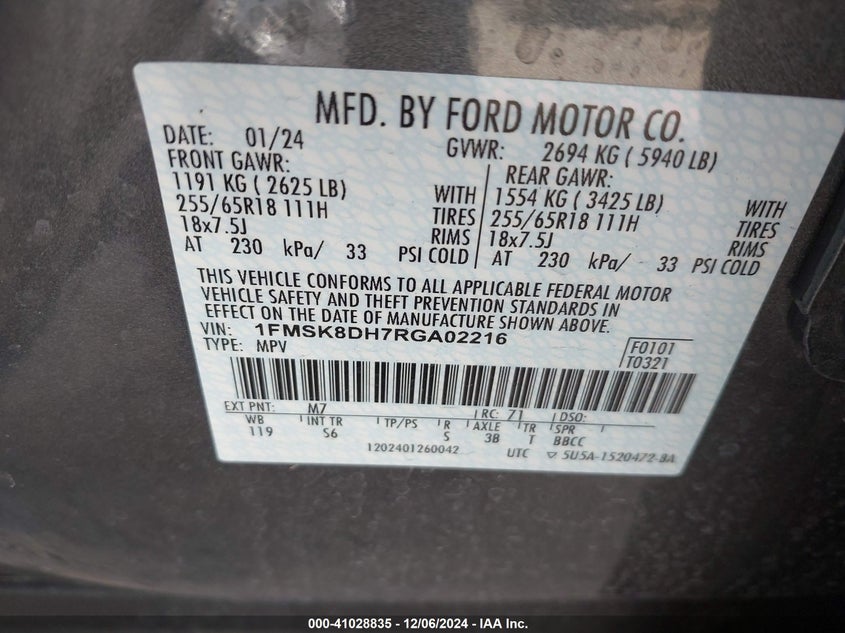 MFD. BY FORD MOTOR CO.
DATE: 01/24 GVWR: 2694 KG ( 5940 LB)
FRONT GAWR: REAR GAWR:
1191 KG ( 2625 LB) WITH 1554 KG ( 3425 LB) WITH
255/65R18 111H TIRES 255/65R18 111H TIRES
18x7.5J RIMS 18x7.5J RIMS
AT 230 kPa/ 33 PSI COLD AT 230 kPa/ 33 PSI COLD
THIS VEHICLE CONFORMS TO ALL APPLICABLE FEDERAL MOTOR
VEHICLE SAFETY AND THEFT PREVENTION STANDARDS IN
EFFECT ON THE DATE OF MANUFACTURE SHOWN ABOVE.
VIN: 1FMSK8DH7RGA02216
TYPE: MPV
F0101
T0321
EXT PNT: M7 RC: 71 DSO:
WB INT TR TP/PS R AXLE TR SPR
119 S6 S 3B T BBCC
1202401260042 UTC ▽ 5U5A-1520472-BA
000-41028835 - 12/06/2024 - IAA Inc.